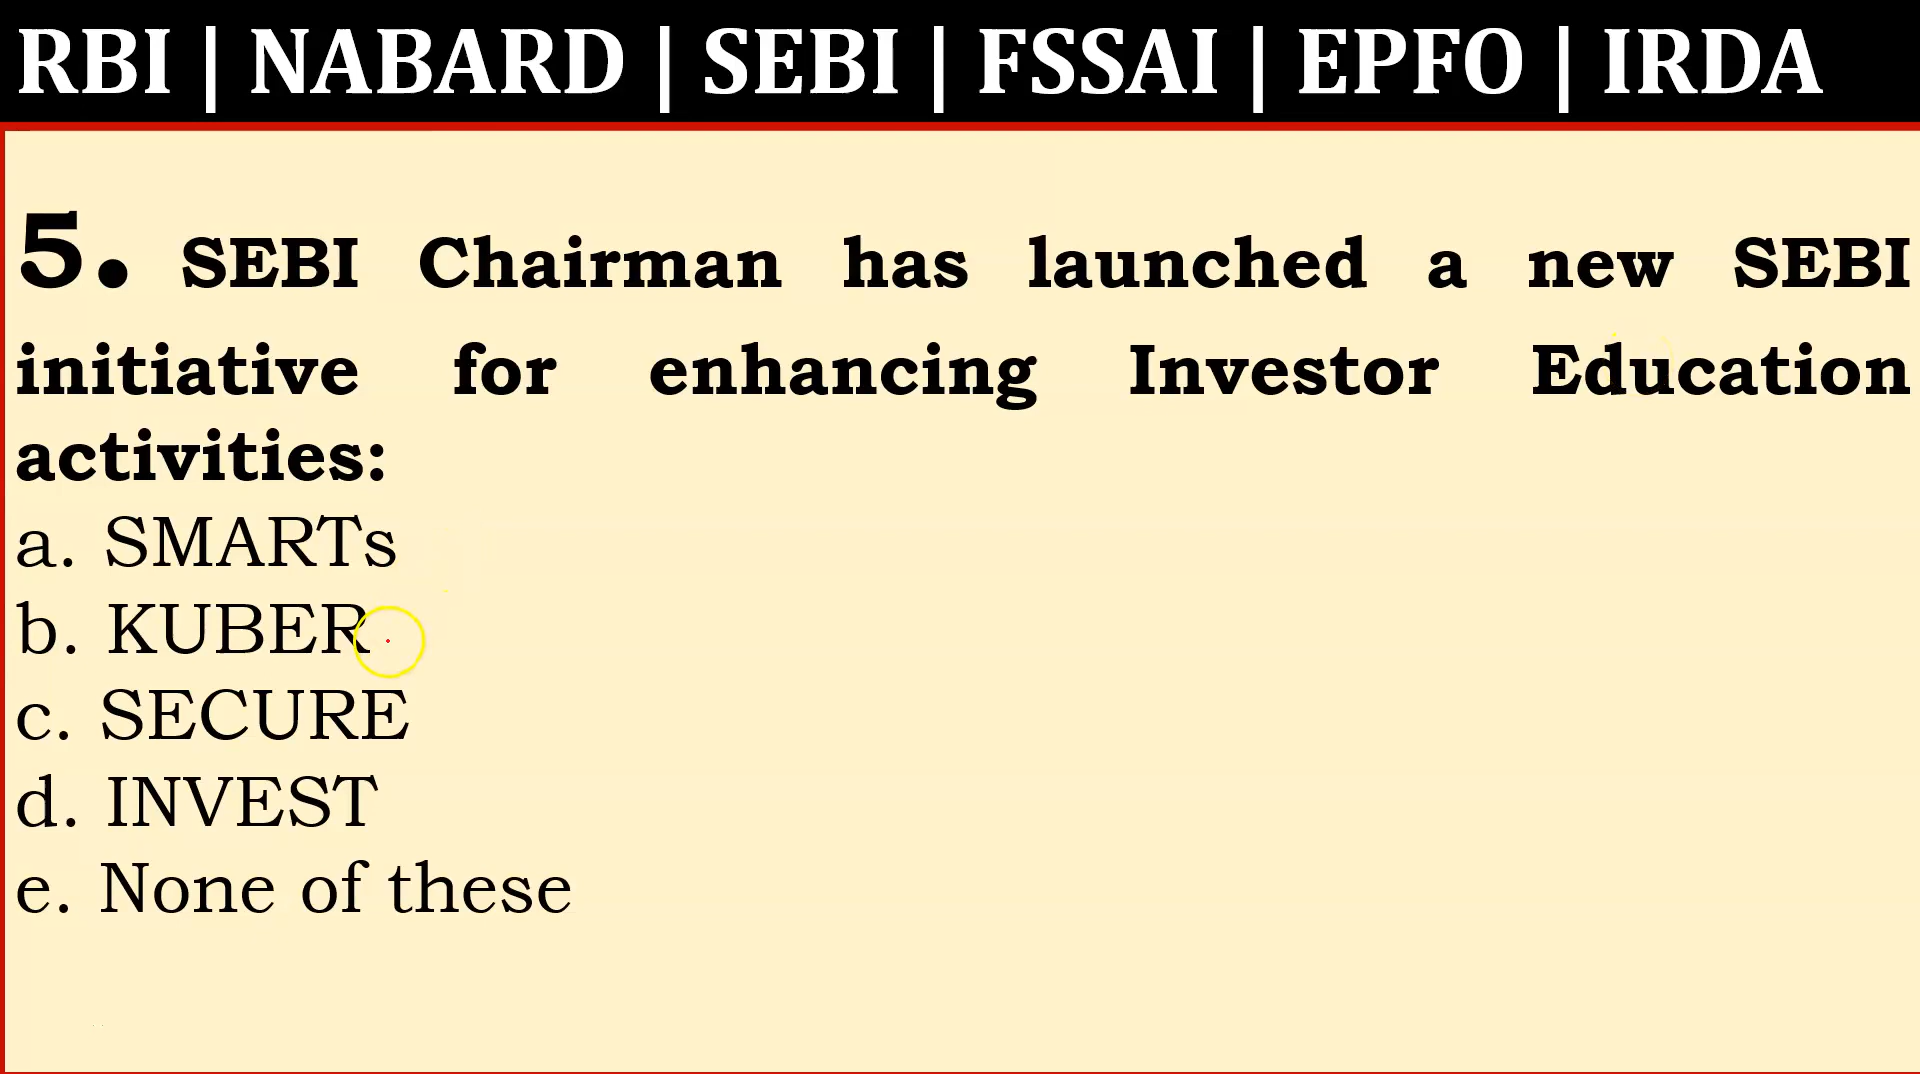 RBI | NABARD | SEBI | FSSAI | EPFO | IRDA
5. SEBI Chairman has launched a new SEBI
initiative for enhancing Investor Education
activities:
a. SMARTs
b. KUBER
c. SECURE
d. INVEST
e. None of these